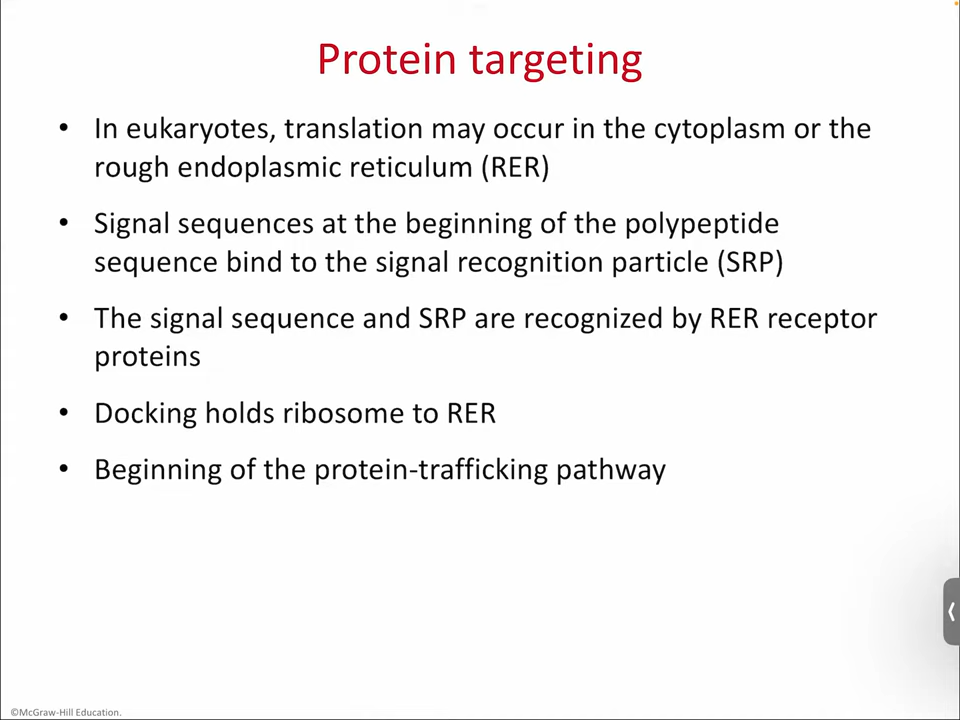 Protein targeting
• In eukaryotes, translation may occur in the cytoplasm or the
rough endoplasmic reticulum (RER)
• Signal sequences at the beginning of the polypeptide
sequence bind to the signal recognition particle (SRP)
• The signal sequence and SRP are recognized by RER receptor
proteins
• Docking holds ribosome to RER
• Beginning of the protein-trafficking pathway
©McGraw-Hill Education.